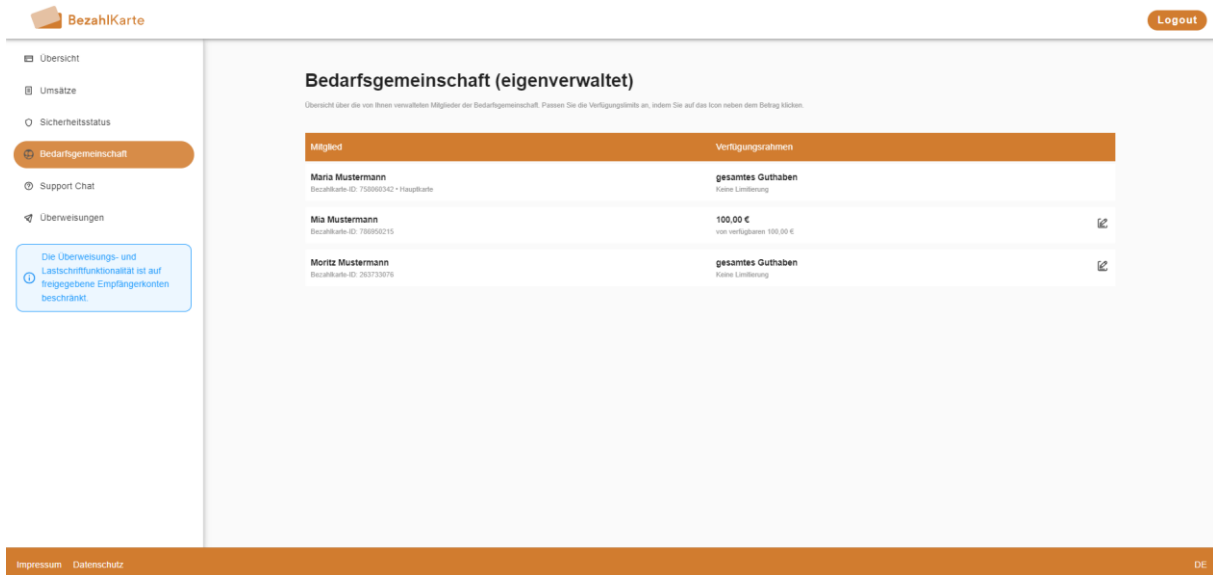 BezahlKarte
Logout
Übersicht
Umsätze
Sicherheitsstatus
Bedarfsgemeinschaft
Support Chat
Überweisungen
Die Überweisungs- und
Lastschriftfunktionalität ist auf
freigegebene Empfängerkonten
beschränkt.
Bedarfsgemeinschaft (eigenverwaltet)
Übersicht über die von Ihnen verwalteten Mitglieder der Bedarfsgemeinschaft. Passen Sie die Verfügungslimits an, indem Sie auf das Icon neben dem Betrag klicken.
Mitglied Verfügungsrahmen
Maria Mustermann gesamtes Guthaben
Bezahlkarte-ID: 758060342 • Hauptkarte Keine Limitierung
Mia Mustermann 100,00 €
Bezahlkarte-ID: 786950215 von verfügbaren 100,00 €
Moritz Mustermann gesamtes Guthaben
Bezahlkarte-ID: 263733076 Keine Limitierung
Impressum Datenschutz DE